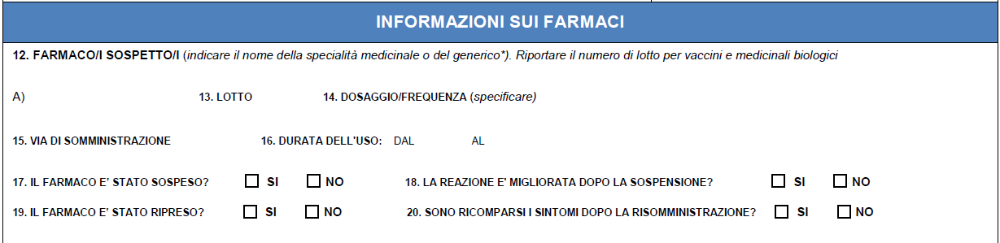 INFORMAZIONI SUI FARMACI
12. FARMACO/I SOSPETTO/I (indicare il nome della specialità medicinale o del generico*). Riportare il numero di lotto per vaccini e medicinali biologici
A) 13. LOTTO 14. DOSAGGIO/FREQUENZA (specificare)
15. VIA DI SOMMINISTRAZIONE 16. DURATA DELL'USO: DAL AL
17. IL FARMACO E' STATO SOSPESO? SI NO 18. LA REAZIONE E' MIGLIORATA DOPO LA SOSPENSIONE? SI NO
19. IL FARMACO E' STATO RIPRESO? SI NO 20. SONO RICOMPARSI I SINTOMI DOPO LA RISOMMINISTRAZIONE? SI NO